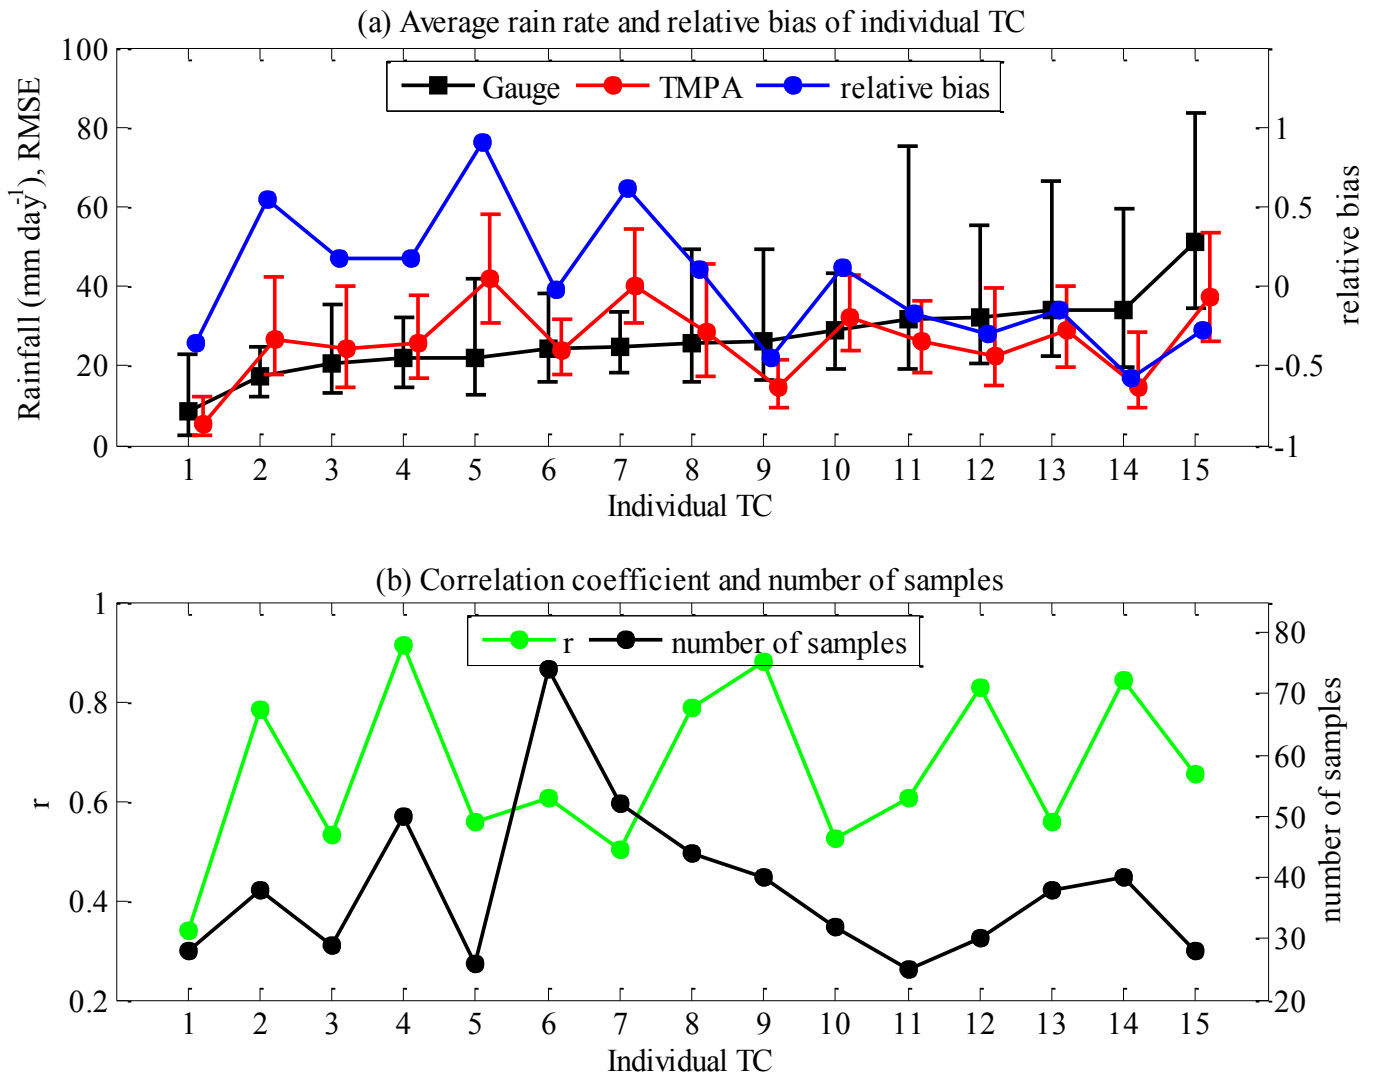 (a) Average rain rate and relative bias of individual TC
Rainfall (mm day-1), RMSE
100
80
60
40
20
0
Gauge TMPA relative bias
1
0.5
0
-0.5
-1
relative bias
1 2 3 4 5 6 7 8 9 10 11 12 13 14 15
Individual TC
(b) Correlation coefficient and number of samples
r
1
0.8
0.6
0.4
0.2
r number of samples
80
70
60
50
40
30
20
number of samples
1 2 3 4 5 6 7 8 9 10 11 12 13 14 15
Individual TC